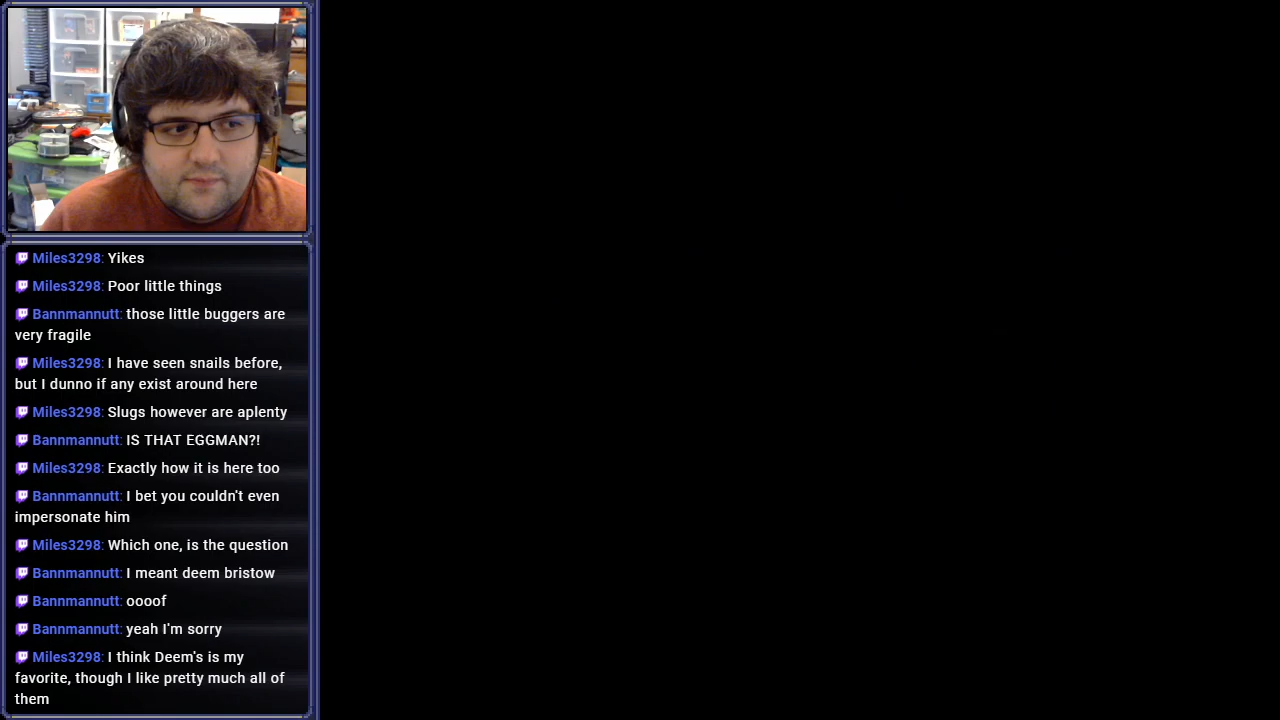 Miles3298: Yikes
Miles3298: Poor little things
Bannmannutt: those little buggers are
very fragile
Miles3298: I have seen snails before,
but I dunno if any exist around here
Miles3298: Slugs however are aplenty
Bannmannutt: IS THAT EGGMAN?!
Miles3298: Exactly how it is here too
Bannmannutt: I bet you couldn't even
impersonate him
Miles3298: Which one, is the question
Bannmannutt: I meant deem bristow
Bannmannutt: oooof
Bannmannutt: yeah I'm sorry
Miles3298: I think Deem's is my
favorite, though I like pretty much all of
them